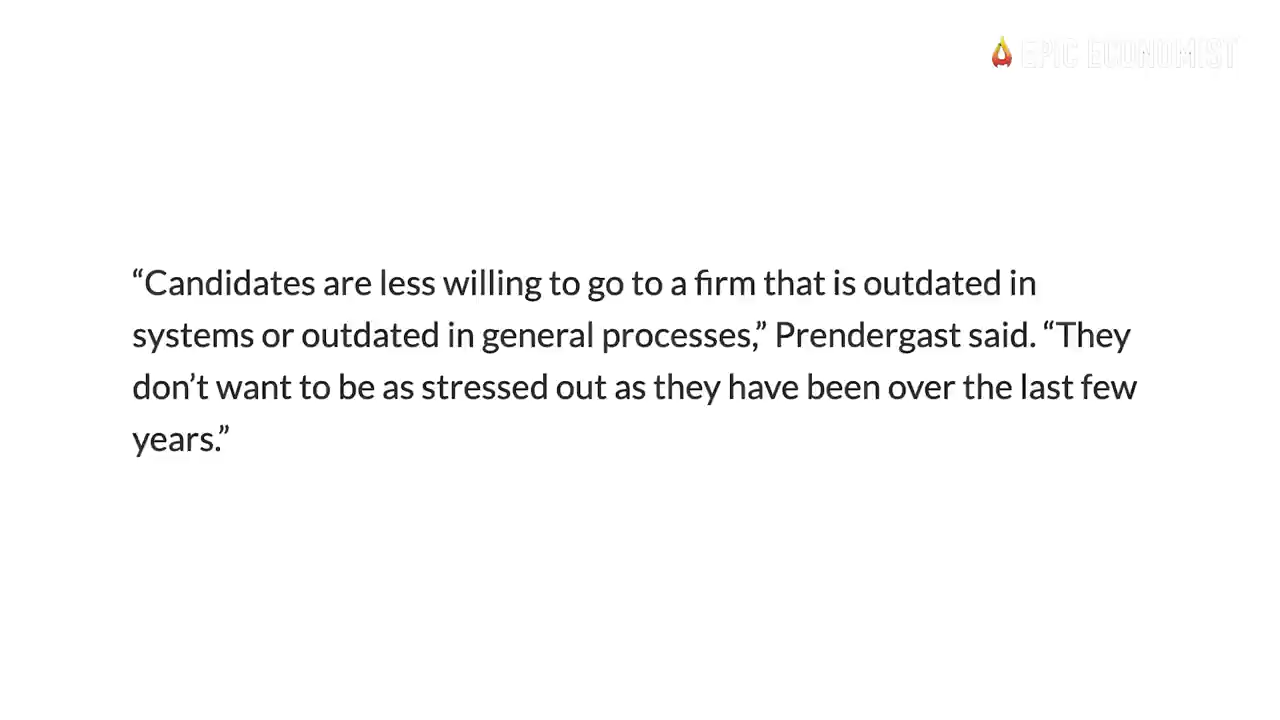 EPIC ECONOMIST
“Candidates are less willing to go to a firm that is outdated in
systems or outdated in general processes,” Prendergast said. “They
don’t want to be as stressed out as they have been over the last few
years.”